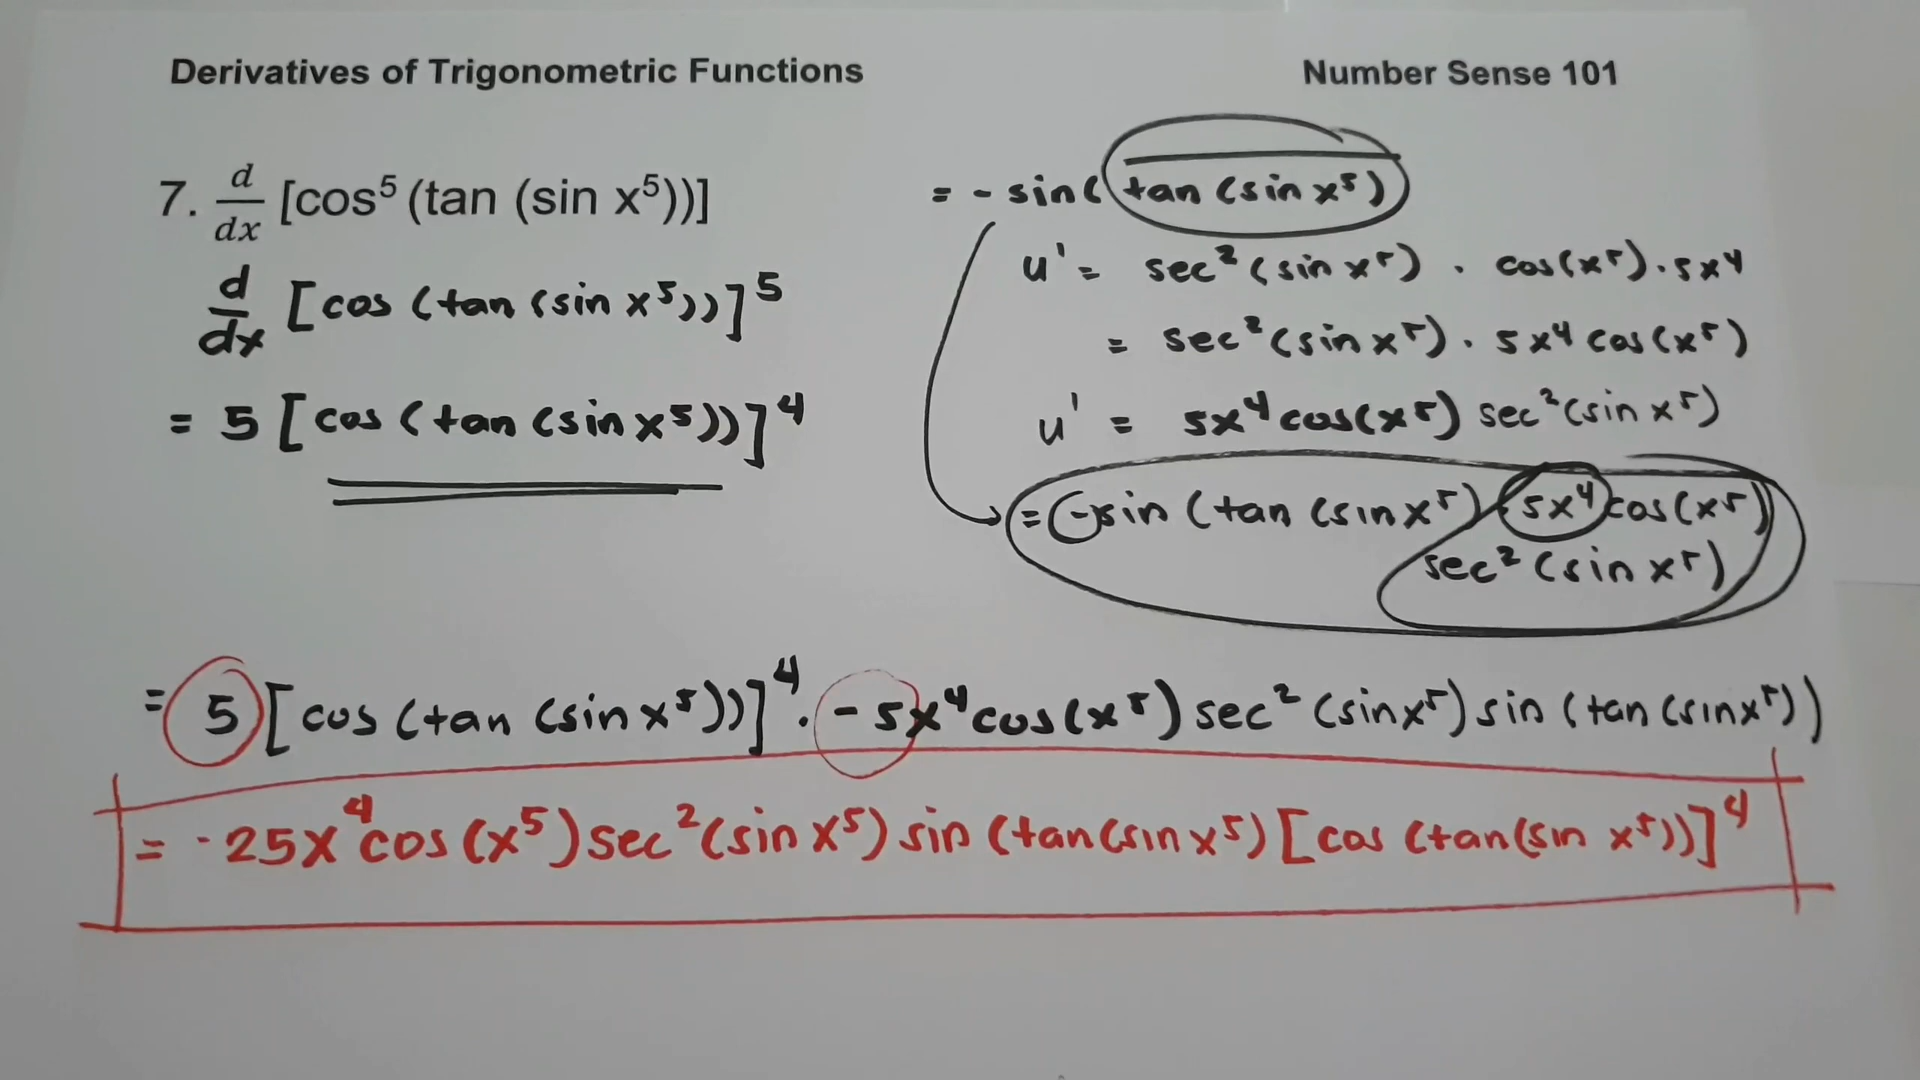 Derivatives of Trigonometric Functions
Number Sense 101
7. d/dx [cos⁵ (tan (sin x⁵))]
d/dx [cos (tan (sin x⁵))]⁵
= 5 [cos (tan (sin x⁵))]⁴
= - sin( tan (sin x⁵)
u' = sec² (sin x⁵) . cos(x⁵) . 5x⁴
= sec² (sin x⁵) . 5x⁴ cos(x⁵)
u' = 5x⁴ cos(x⁵) sec² (sin x⁵)
= - sin (tan (sin x⁵) . 5x⁴ cos(x⁵)
sec² (sin x⁵)
= 5 [cos (tan (sin x⁵))]⁴ . - 5x⁴ cos(x⁵) sec² (sin x⁵) sin (tan (sin x⁵))
= - 25x⁴ cos (x⁵) sec² (sin x⁵) sin (tan (sin x⁵) [cos (tan (sin x⁵))]⁴